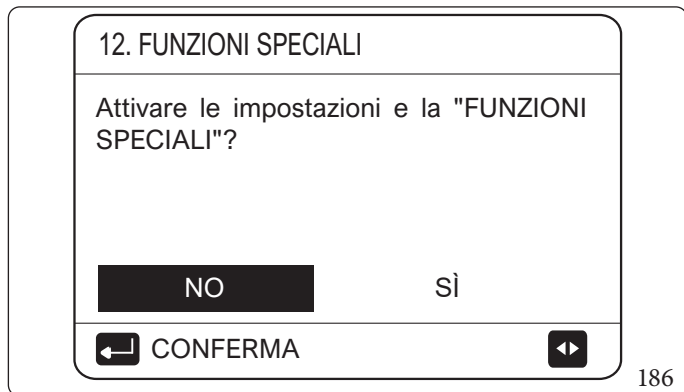 12. FUNZIONI SPECIALI
Attivare le impostazioni e la "FUNZIONI
SPECIALI"?
NO SÌ
CONFERMA
186